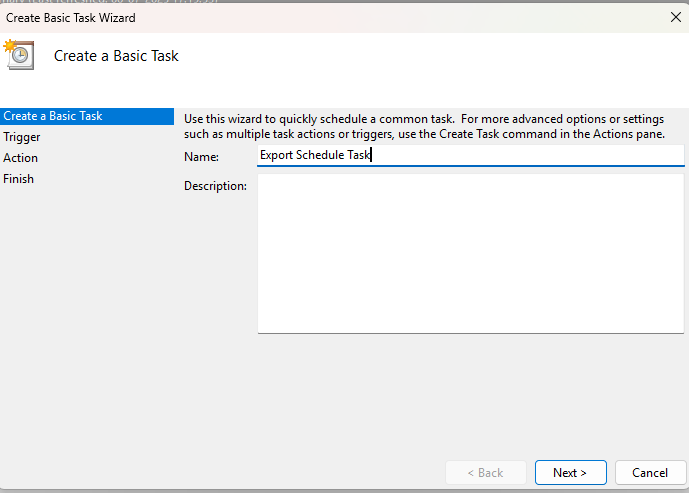 Create Basic Task Wizard
Create a Basic Task
Create a Basic Task
Use this wizard to quickly schedule a common task. For more advanced options or settings
such as multiple task actions or triggers, use the Create Task command in the Actions pane.
Trigger
Name:
Export Schedule Task
Action
Description:
Finish
< Back
Next >
Cancel